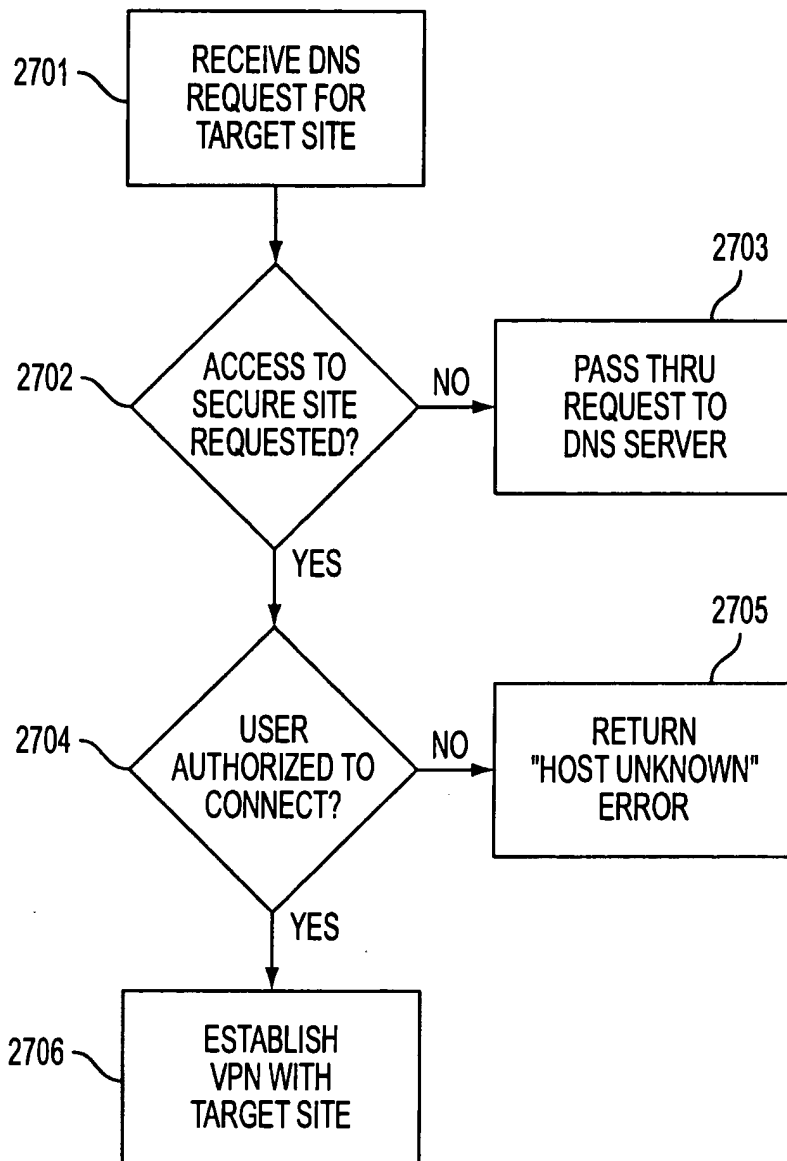 2701
RECEIVE DNS
REQUEST FOR
TARGET SITE
2702
ACCESS TO
SECURE SITE
REQUESTED?
NO
2703
PASS THRU
REQUEST TO
DNS SERVER
YES
2704
USER
AUTHORIZED TO
CONNECT?
NO
2705
RETURN
"HOST UNKNOWN"
ERROR
YES
2706
ESTABLISH
VPN WITH
TARGET SITE